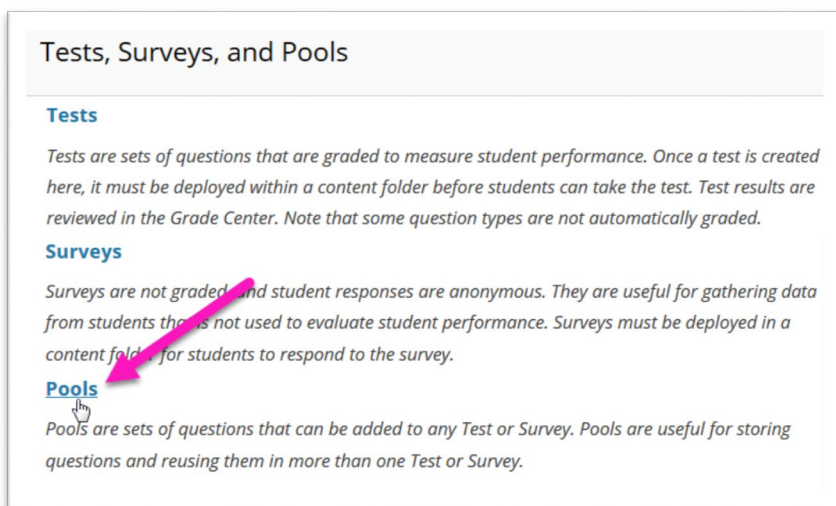 Tests, Surveys, and Pools
Tests
Tests are sets of questions that are graded to measure student performance. Once a test is created
here, it must be deployed within a content folder before students can take the test. Test results are
reviewed in the Grade Center. Note that some question types are not automatically graded.
Surveys
Surveys are not graded, and student responses are anonymous. They are useful for gathering data
from students that is not used to evaluate student performance. Surveys must be deployed in a
content folder for students to respond to the survey.
Pools
Pools are sets of questions that can be added to any Test or Survey. Pools are useful for storing
questions and reusing them in more than one Test or Survey.